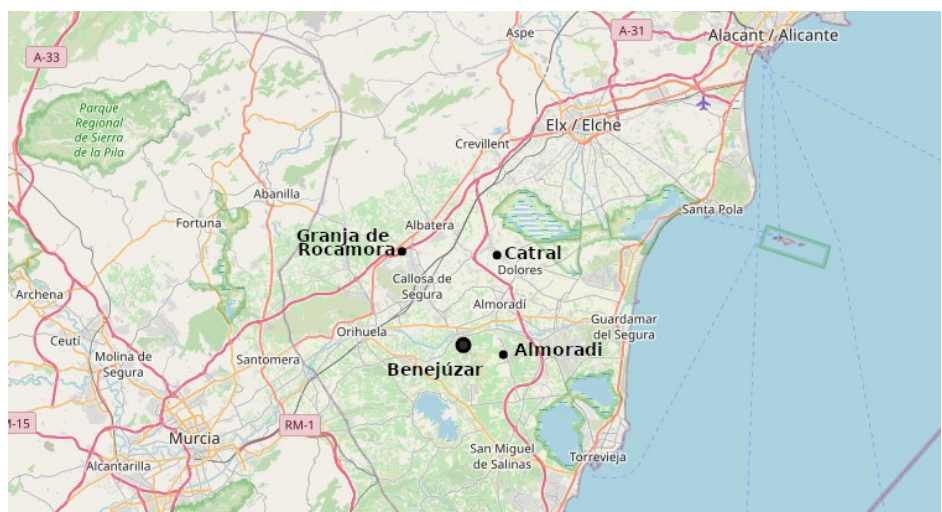 Alacant / Alicante
Aspe
A-31
A-33
Parque
Regional
de Sierra
de la Pila
Elx / Elche
Crevillent
Abanilla
Santa Pola
Fortuna
Albatera
Granja de
Rocamora
Catral
Dolores
Callosa de
Segura
Archena
Almoradí
Guardamar
del Segura
Orihuela
Ceutí
Molina de
Segura
Santomera
Almoradi
Benejúzar
M-15
RM-1
Murcia
San Miguel
de Salinas
Torrevieja
Alcantarilla